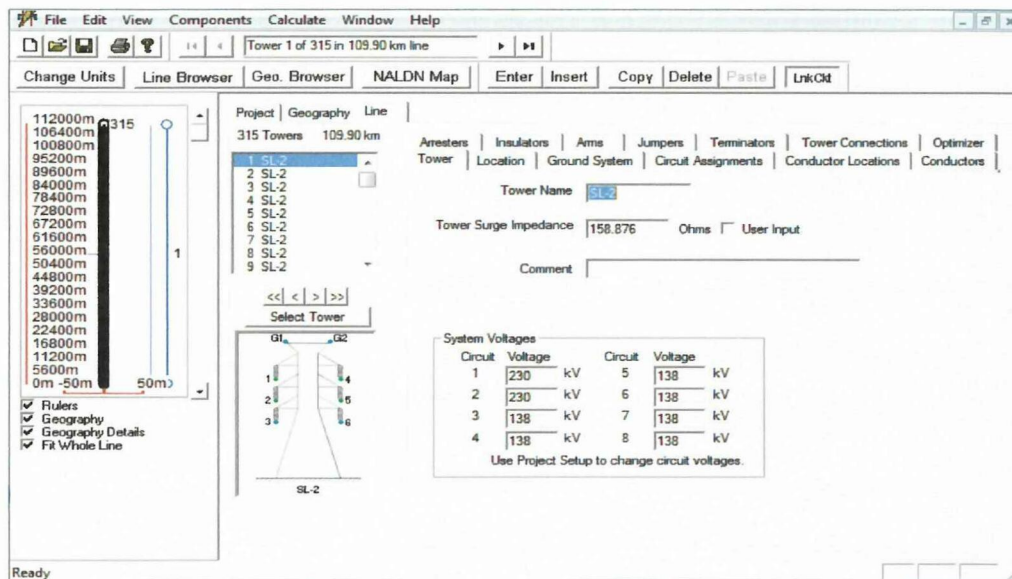 File Edit View Components Calculate Window Help
Tower 1 of 315 in 109.90 km line
Change Units Line Browser Geo. Browser NALDN Map Enter Insert Copy Delete Paste LnkCkt
112000m
106400m
100800m
95200m
89600m
84000m
78400m
72800m
67200m
61600m
56000m
50400m
44800m
39200m
33600m
28000m
22400m
16800m
11200m
5600m
0m -50m 50m
315
1
Rulers
Geography
Geography Details
Fit Whole Line
Project Geography Line
315 Towers 109.90 km
1 SL-2
2 SL-2
3 SL-2
4 SL-2
5 SL-2
6 SL-2
7 SL-2
8 SL-2
9 SL-2
<< < > >>
Select Tower
G1 G2
1 4
2 5
3 6
SL-2
Arresters Insulators Arms Jumpers Terminators Tower Connections Optimizer
Tower Location Ground System Circuit Assignments Conductor Locations Conductors
Tower Name SL-2
Tower Surge Impedance 158.876 Ohms User Input
Comment
System Voltages
Circuit Voltage Circuit Voltage
1 230 kV 5 138 kV
2 230 kV 6 138 kV
3 138 kV 7 138 kV
4 138 kV 8 138 kV
Use Project Setup to change circuit voltages.
Ready